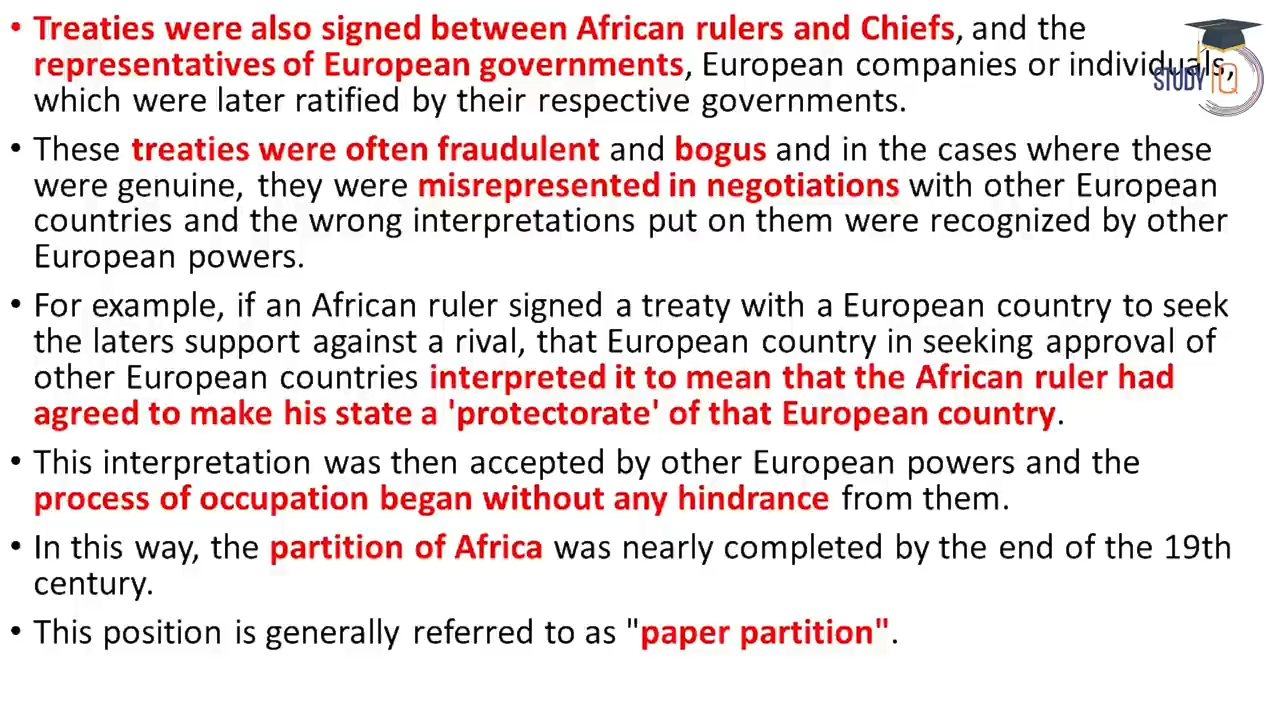 • Treaties were also signed between African rulers and Chiefs, and the
representatives of European governments, European companies or individuals,
which were later ratified by their respective governments.
• These treaties were often fraudulent and bogus and in the cases where these
were genuine, they were misrepresented in negotiations with other European
countries and the wrong interpretations put on them were recognized by other
European powers.
• For example, if an African ruler signed a treaty with a European country to seek
the laters support against a rival, that European country in seeking approval of
other European countries interpreted it to mean that the African ruler had
agreed to make his state a 'protectorate' of that European country.
• This interpretation was then accepted by other European powers and the
process of occupation began without any hindrance from them.
• In this way, the partition of Africa was nearly completed by the end of the 19th
century.
• This position is generally referred to as "paper partition".
STUDY IQ